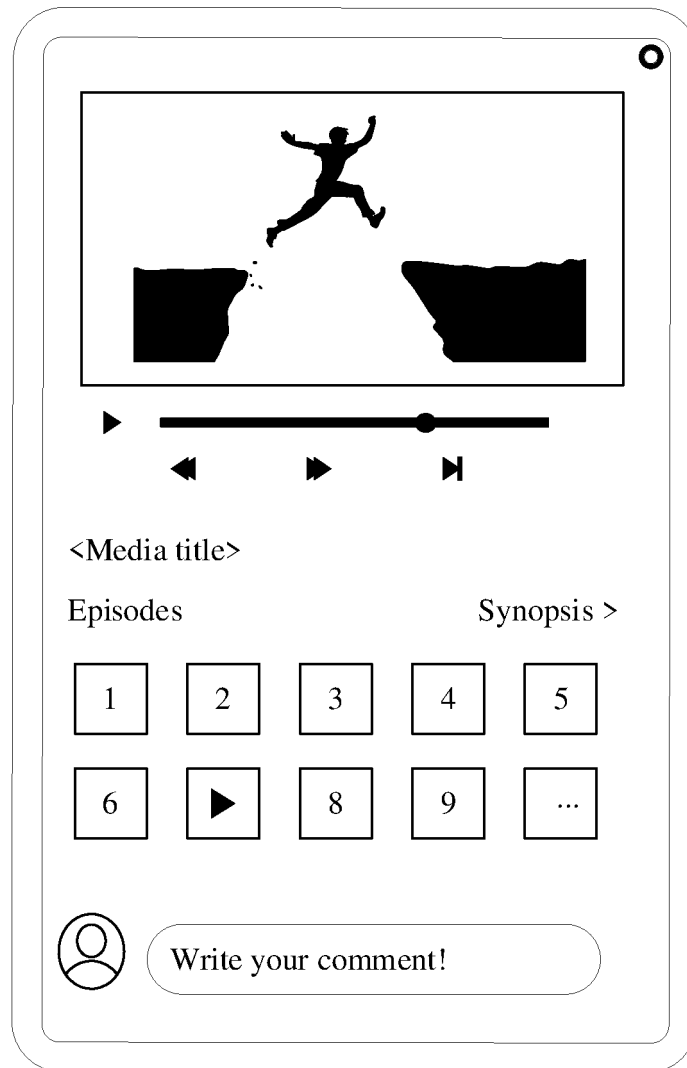 <Media title>
Episodes Synopsis >
1 2 3 4 5
6 8 9 ...
Write your comment!